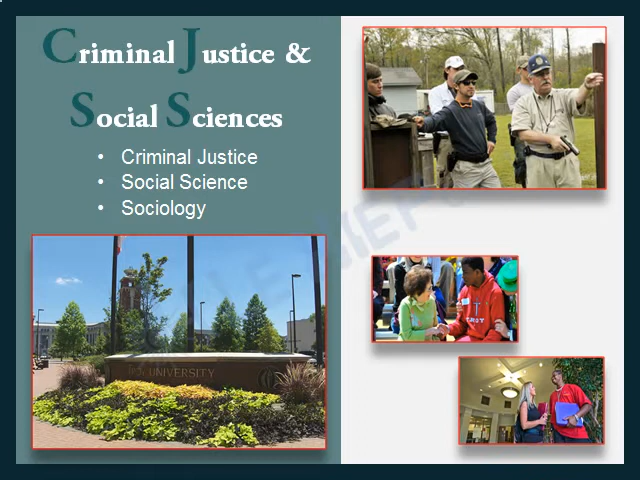 Criminal Justice &
Social Sciences
• Criminal Justice
• Social Science
• Sociology
UNIVERSITY